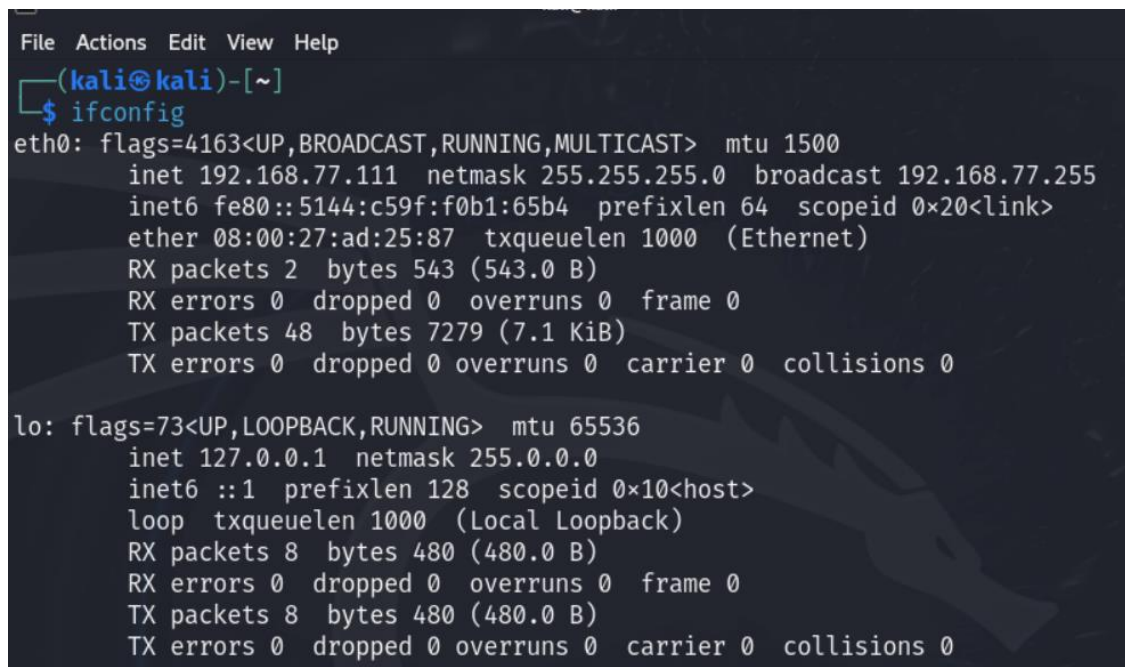 File Actions Edit View Help
┌──(kali㉿kali)-[~]
└─$ ifconfig
eth0: flags=4163<UP,BROADCAST,RUNNING,MULTICAST>  mtu 1500
        inet 192.168.77.111  netmask 255.255.255.0  broadcast 192.168.77.255
        inet6 fe80::5144:c59f:f0b1:65b4  prefixlen 64  scopeid 0×20<link>
        ether 08:00:27:ad:25:87  txqueuelen 1000  (Ethernet)
        RX packets 2  bytes 543 (543.0 B)
        RX errors 0  dropped 0  overruns 0  frame 0
        TX packets 48  bytes 7279 (7.1 KiB)
        TX errors 0  dropped 0 overruns 0  carrier 0  collisions 0

lo: flags=73<UP,LOOPBACK,RUNNING>  mtu 65536
        inet 127.0.0.1  netmask 255.0.0.0
        inet6 ::1  prefixlen 128  scopeid 0×10<host>
        loop  txqueuelen 1000  (Local Loopback)
        RX packets 8  bytes 480 (480.0 B)
        RX errors 0  dropped 0  overruns 0  frame 0
        TX packets 8  bytes 480 (480.0 B)
        TX errors 0  dropped 0 overruns 0  carrier 0  collisions 0